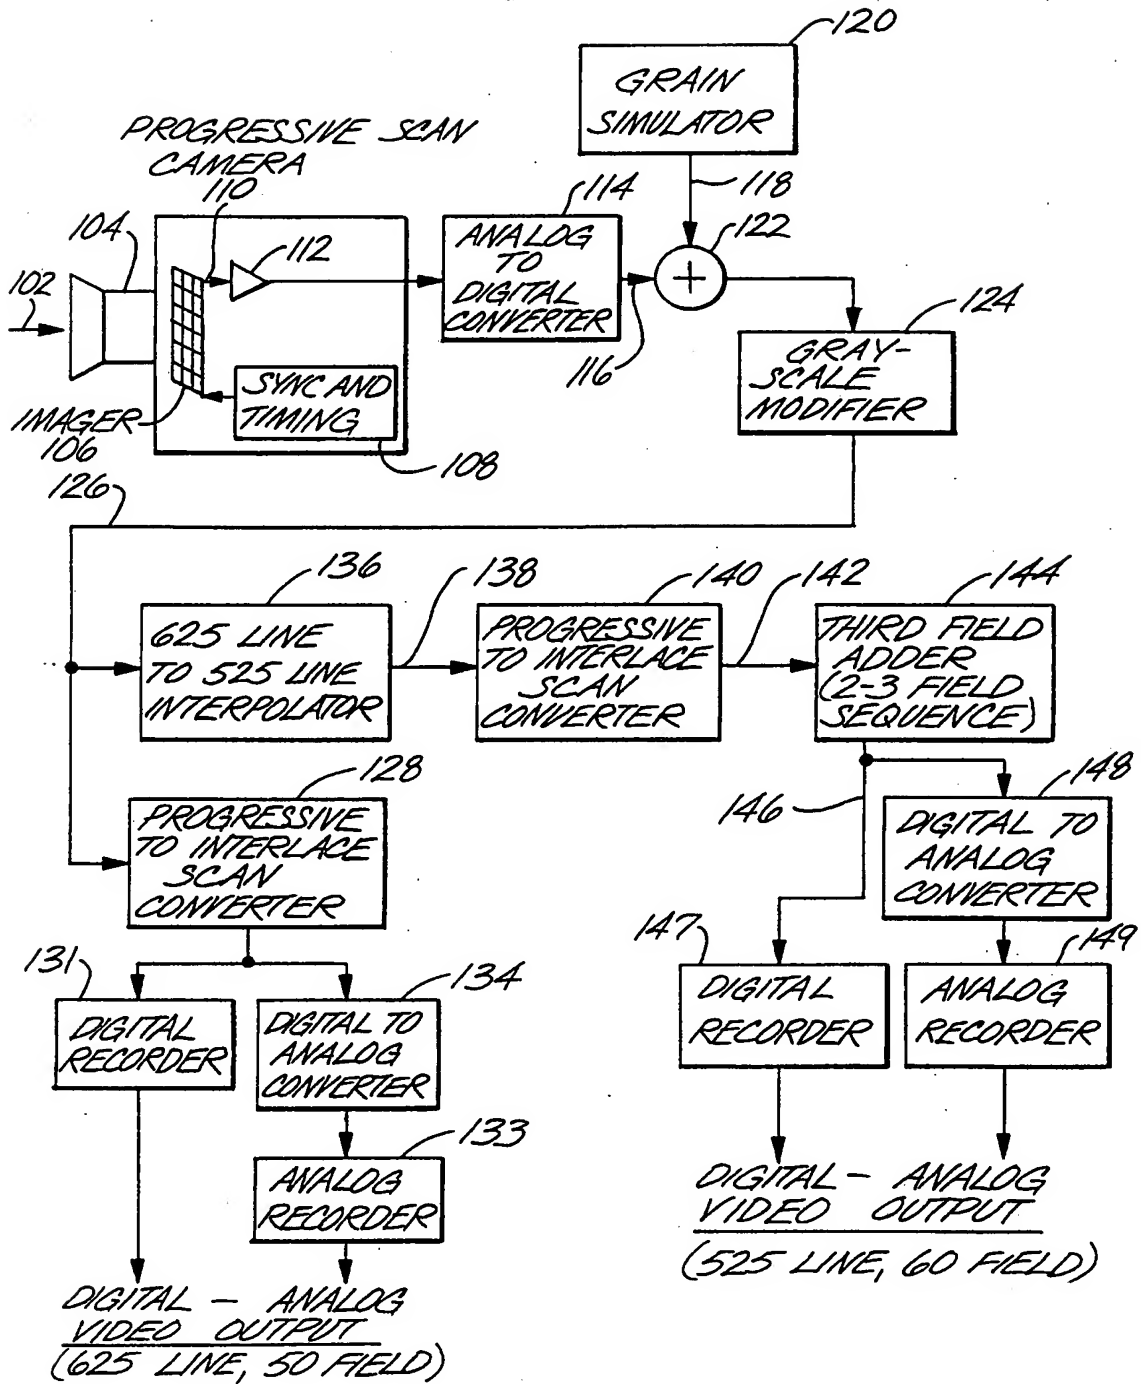 120
GRAIN
SIMULATOR
PROGRESSIVE SCAN
CAMERA
110
118
114
ANALOG
TO
DIGITAL
CONVERTER
104
112
122
+
102
116
124
GRAY-
SCALE
MODIFIER
SYNC AND
TIMING
IMAGER
106
108
126
136
138
140
142
144
625 LINE
TO 525 LINE
INTERPOLATOR
PROGRESSIVE
TO INTERLACE
SCAN
CONVERTER
THIRD FIELD
ADDER
(2-3 FIELD
SEQUENCE)
128
PROGRESSIVE
TO INTERLACE
SCAN
CONVERTER
146
148
DIGITAL TO
ANALOG
CONVERTER
131
DIGITAL
RECORDER
134
DIGITAL TO
ANALOG
CONVERTER
147
DIGITAL
RECORDER
149
ANALOG
RECORDER
133
ANALOG
RECORDER
DIGITAL - ANALOG
VIDEO OUTPUT
(525 LINE, 60 FIELD)
DIGITAL - ANALOG
VIDEO OUTPUT
(625 LINE, 50 FIELD)